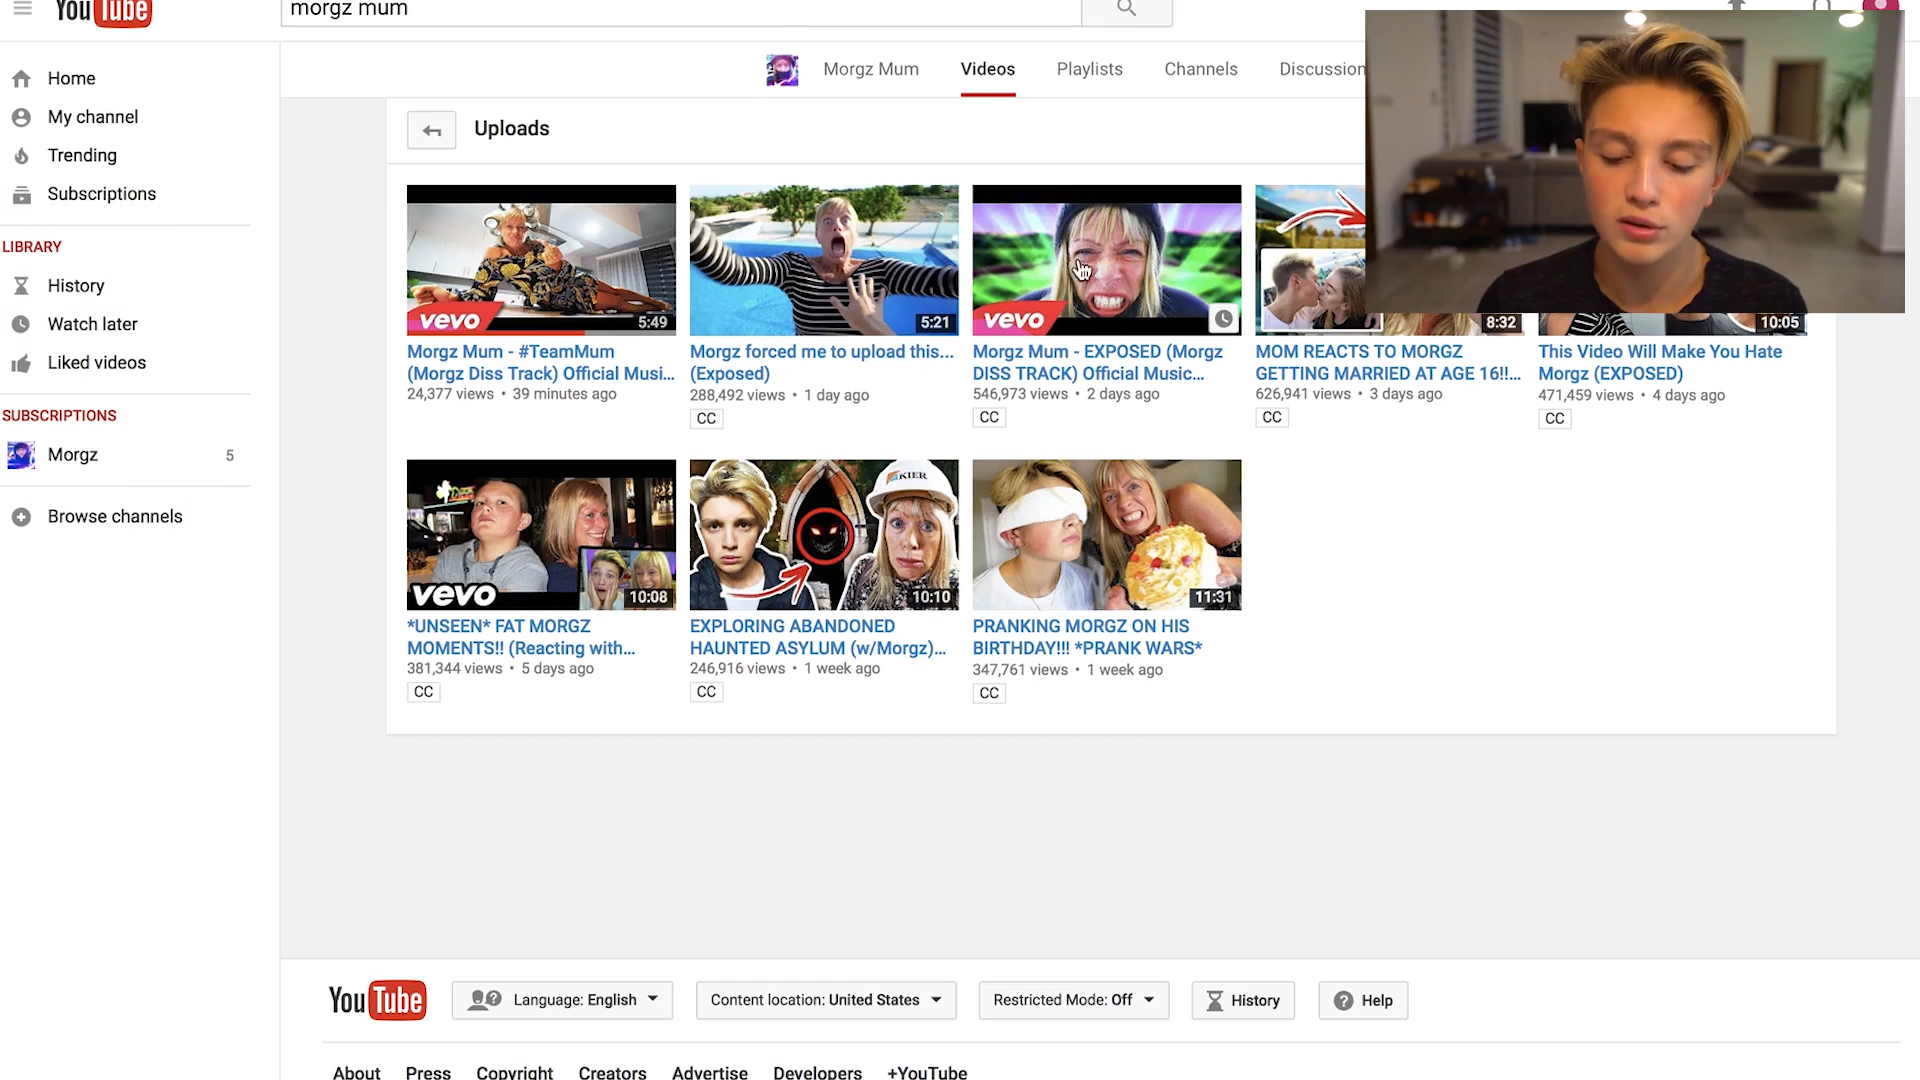 YouTube
morgz mum
Home
My channel
Trending
Subscriptions
LIBRARY
History
Watch later
Liked videos
SUBSCRIPTIONS
Morgz 5
Browse channels
Morgz Mum Videos Playlists Channels Discussion
Uploads
vevo 5:49
Morgz Mum - #TeamMum
(Morgz Diss Track) Official Musi...
24,377 views • 39 minutes ago
5:21
Morgz forced me to upload this...
(Exposed)
288,492 views • 1 day ago
CC
vevo
Morgz Mum - EXPOSED (Morgz
DISS TRACK) Official Music...
546,973 views • 2 days ago
CC
8:32
MOM REACTS TO MORGZ
GETTING MARRIED AT AGE 16!!...
626,941 views • 3 days ago
CC
10:05
This Video Will Make You Hate
Morgz (EXPOSED)
471,459 views • 4 days ago
CC
vevo 10:08
*UNSEEN* FAT MORGZ
MOMENTS!! (Reacting with...
381,344 views • 5 days ago
CC
KIER
10:10
EXPLORING ABANDONED
HAUNTED ASYLUM (w/Morgz)...
246,916 views • 1 week ago
CC
11:31
PRANKING MORGZ ON HIS
BIRTHDAY!!! *PRANK WARS*
347,761 views • 1 week ago
CC
YouTube Language: English Content location: United States Restricted Mode: Off History Help
About Press Copyright Creators Advertise Developers +YouTube